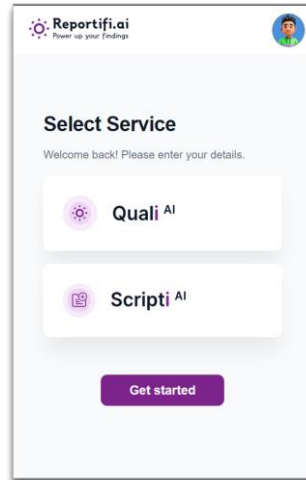 Reportifi.ai
Power up your findings
Select Service
Welcome back! Please enter your details.
Quali AI
Scripti AI
Get started